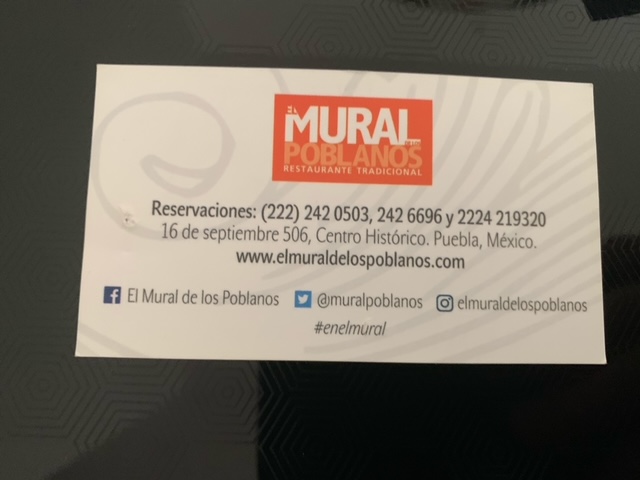 EL
MURAL
DE LOS
POBLANOS
RESTAURANTE TRADICIONAL
Reservaciones: (222) 242 0503, 242 6696 y 2224 219320
16 de septiembre 506, Centro Histórico. Puebla, México.
www.elmuraldelospoblanos.com
El Mural de los Poblanos @muralpoblanos elmuraldelospoblanos
#enelmural